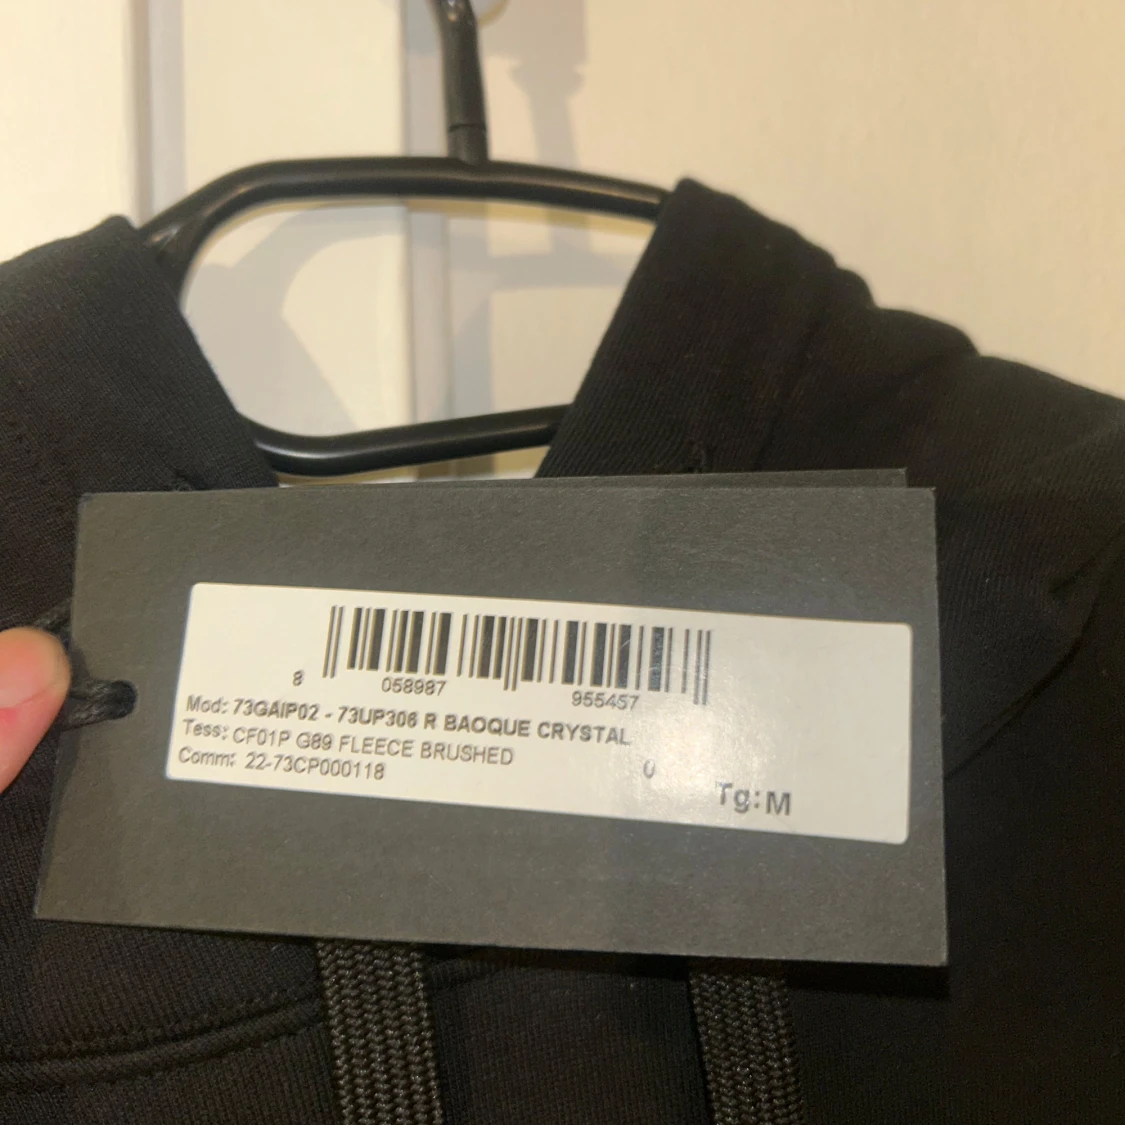 8 058987 955457
Mod: 73GAIP02 - 73UP306 R BAOQUE CRYSTAL
Tess: CF01P G89 FLEECE BRUSHED
Comm: 22-73CP000118
0
Tg: M